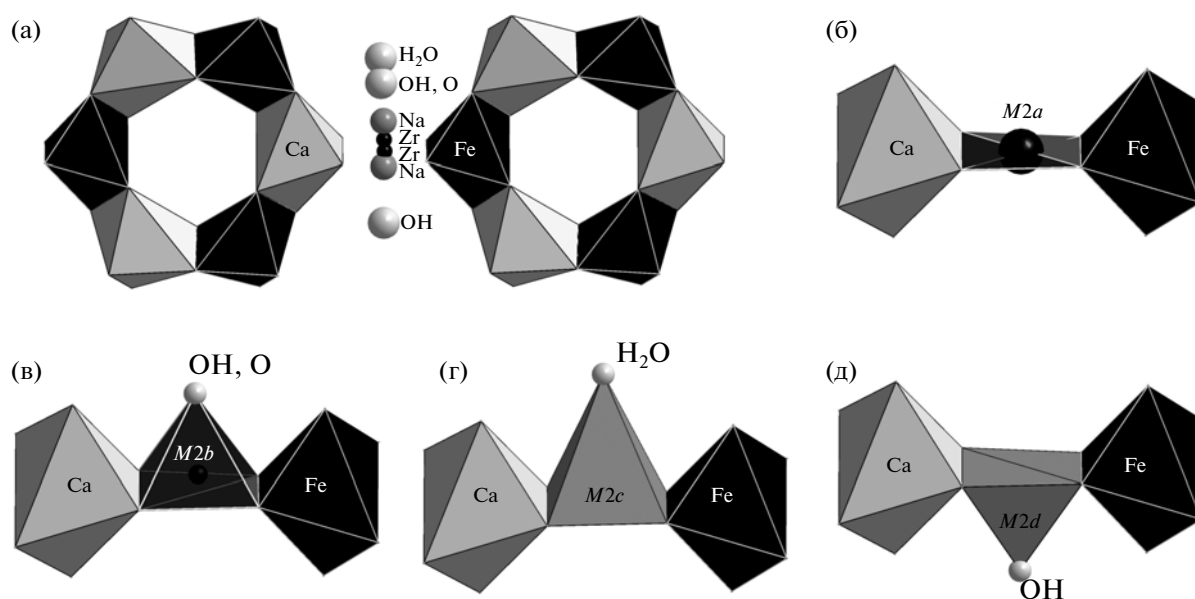 (а)
H₂O
OH, O
Na
Zr
Zr
Na
OH
Ca
Fe
(б)
M2a
Ca
Fe
(в)
OH, O
M2b
Ca
Fe
(г)
H₂O
Ca
M2c
Fe
(д)
Ca
Fe
M2d
OH